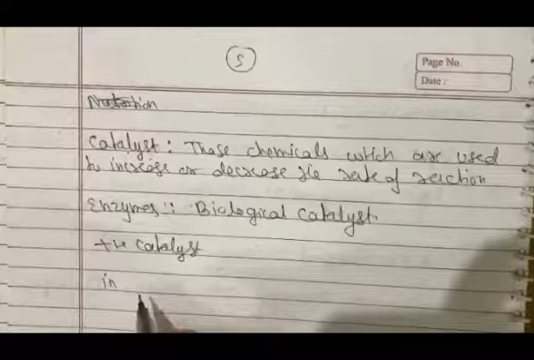 5
Page No.
Date :
Nutrition
Catalyst : Those chemicals which are used
to increase or decrease the rate of reaction
Enzymes :: Biological Catalyst.
+ve Catalyst
in